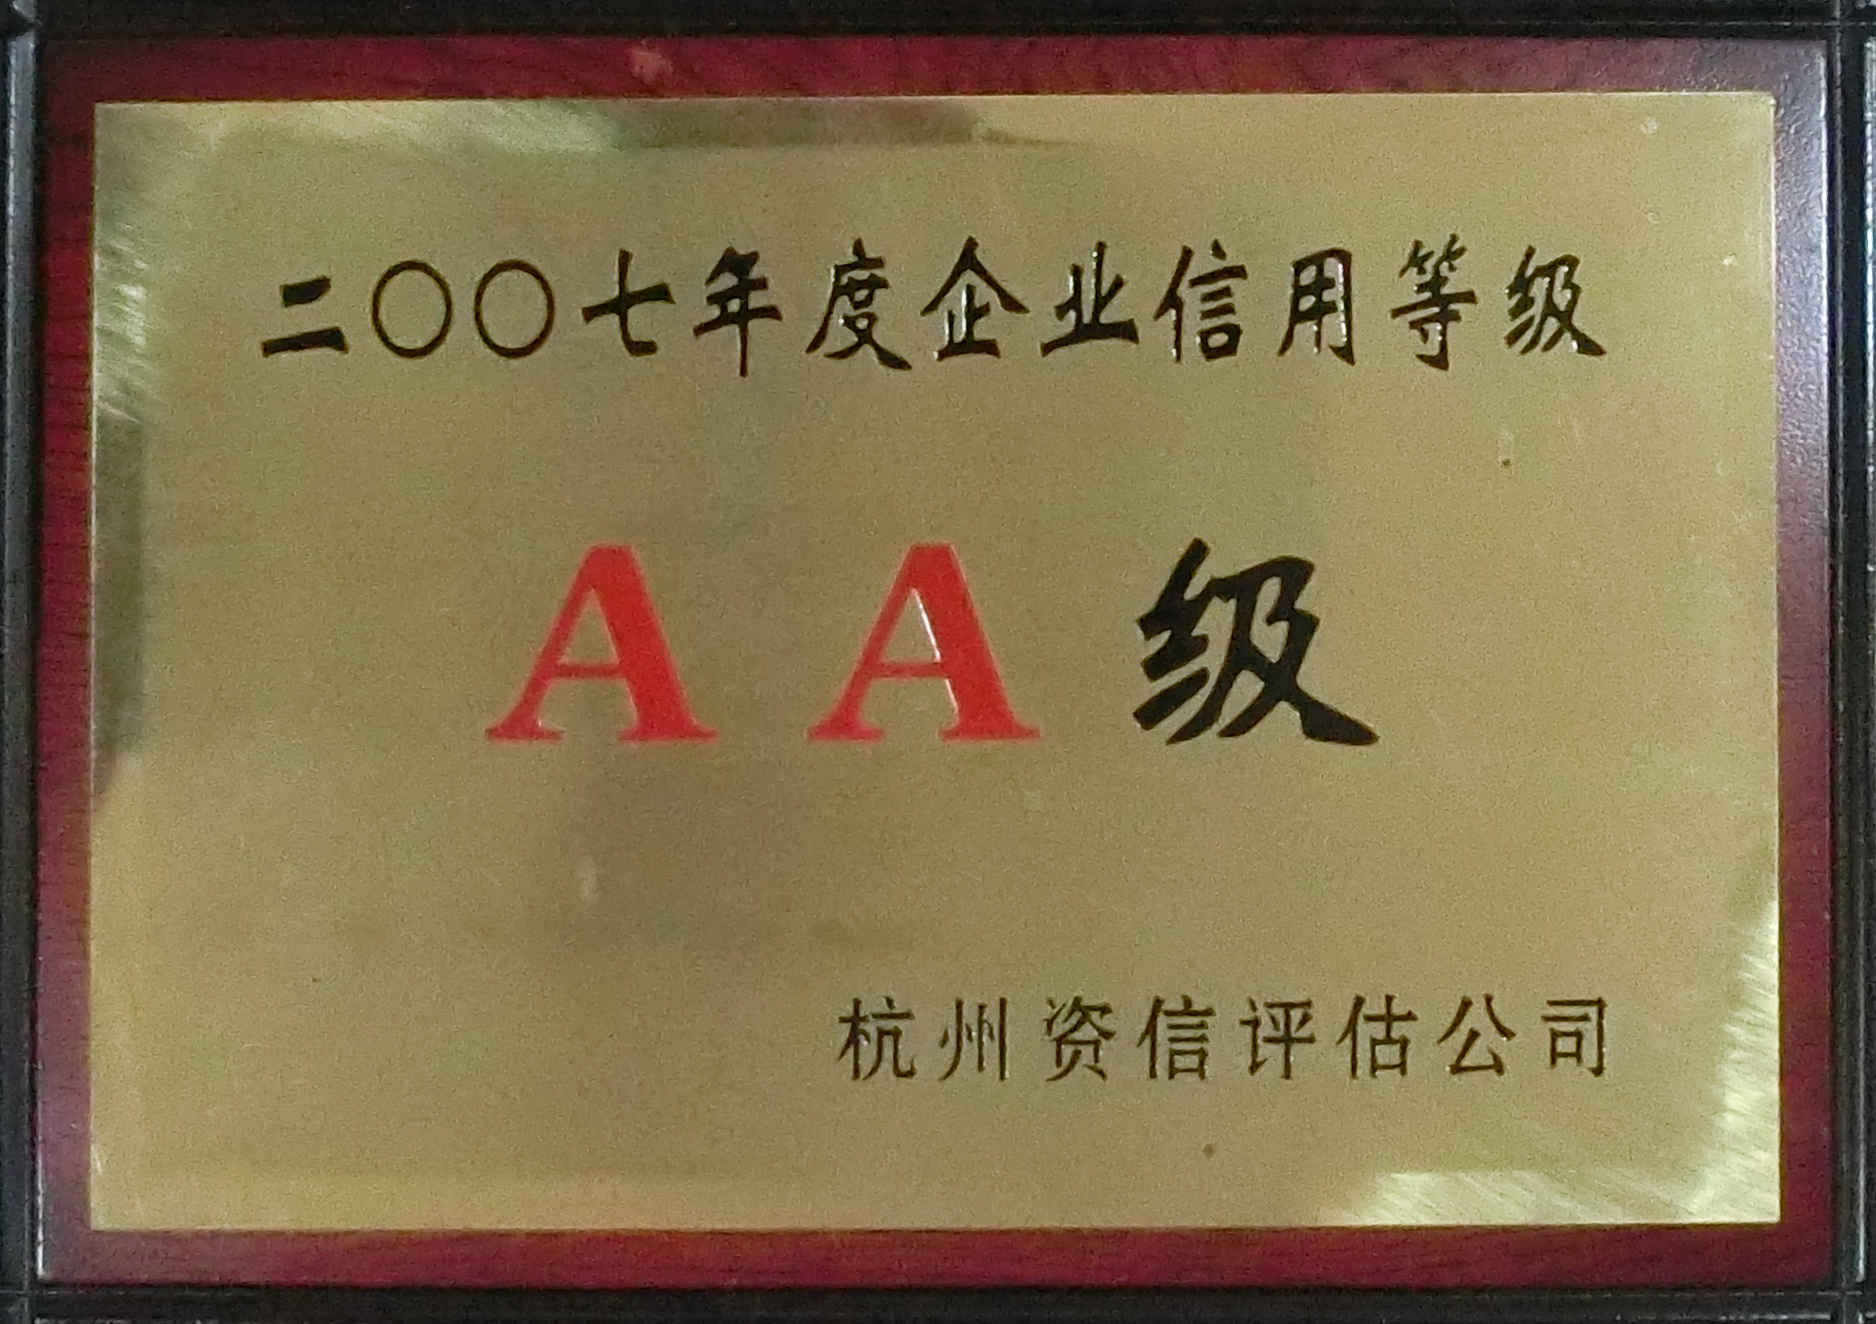 二〇〇七年度企业信用等级
AA级
杭州资信评估公司